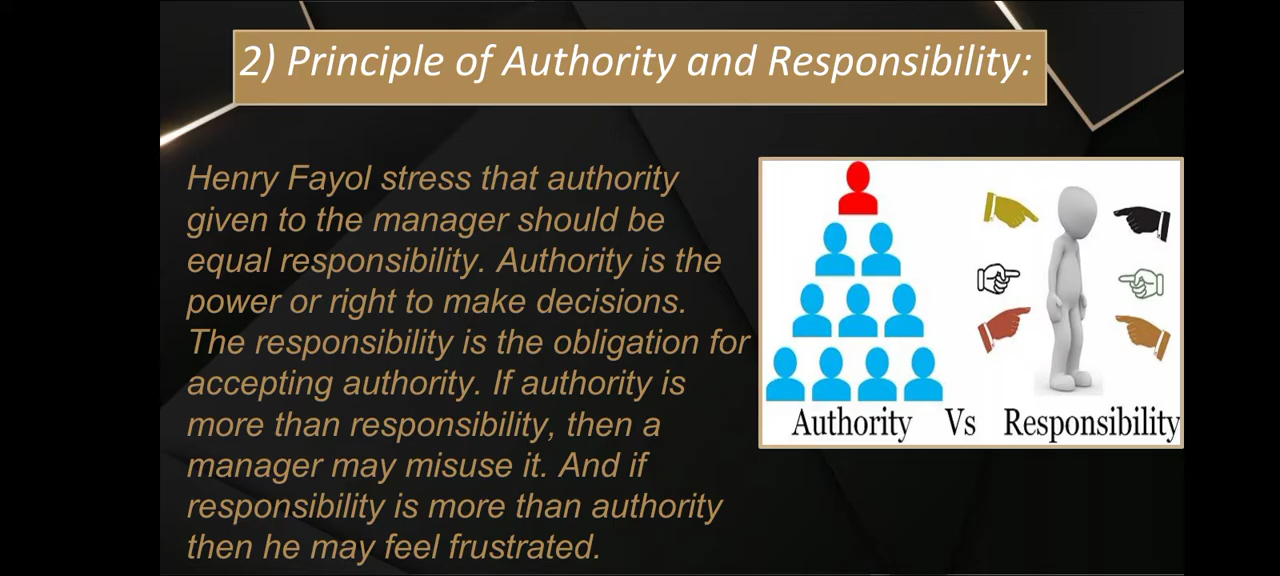 2) Principle of Authority and Responsibility:
Henry Fayol stress that authority
given to the manager should be
equal responsibility. Authority is the
power or right to make decisions.
The responsibility is the obligation for
accepting authority. If authority is
more than responsibility, then a
manager may misuse it. And if
responsibility is more than authority
then he may feel frustrated.
Authority Vs Responsibility